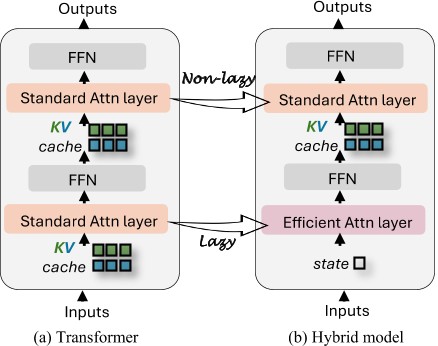 Outputs
FFN
Standard Attn layer
KV
cache
FFN
Standard Attn layer
KV
cache
Inputs
(a) Transformer
Non-lazy
Lazy
Outputs
FFN
Standard Attn layer
KV
cache
FFN
Efficient Attn layer
state
Inputs
(b) Hybrid model